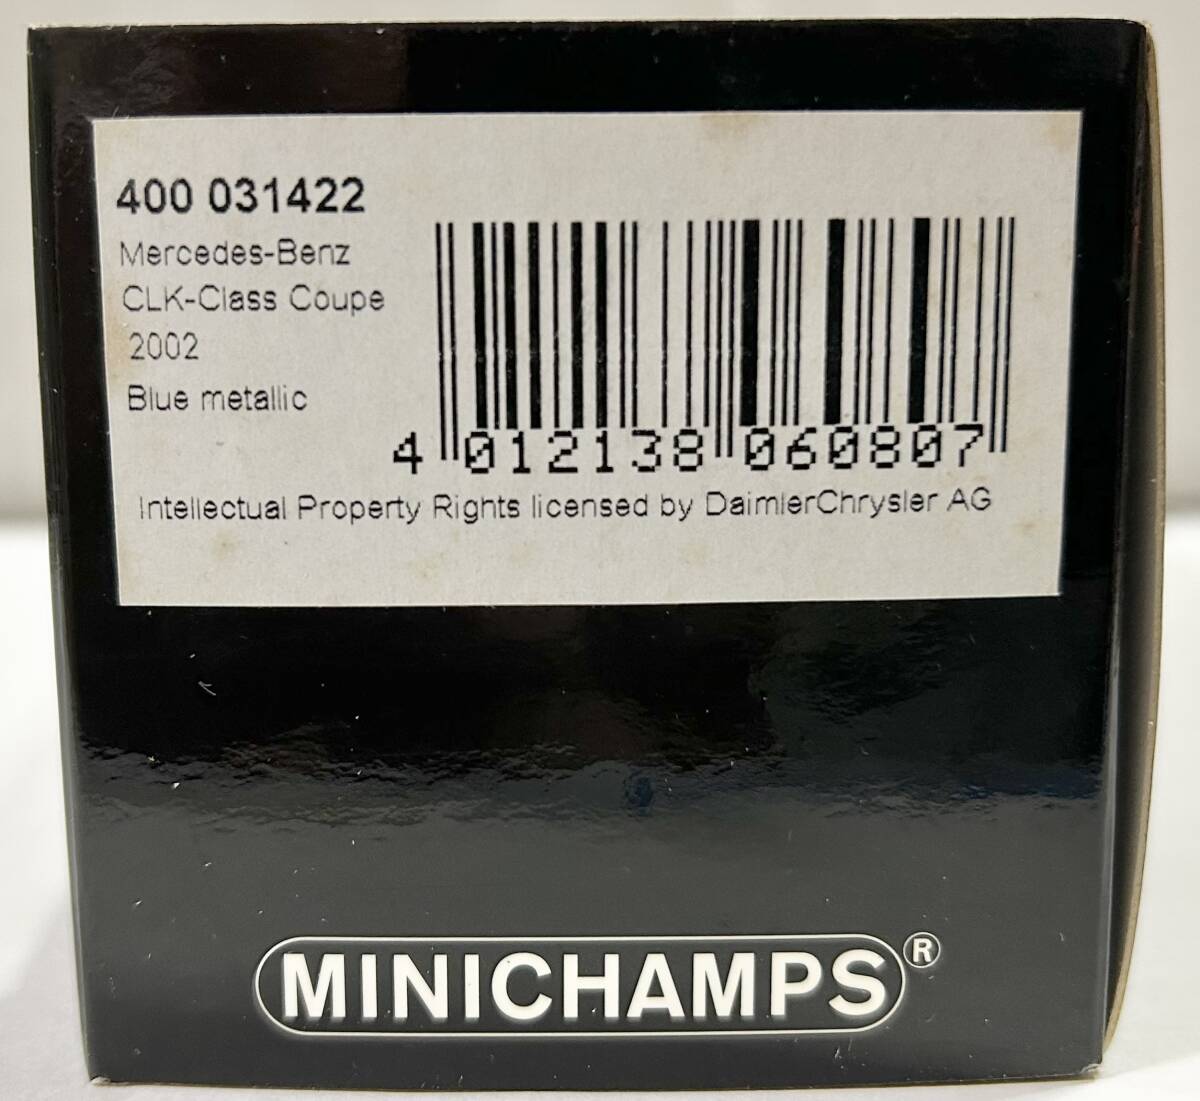 400 031422
Mercedes-Benz
CLK-Class Coupe
2002
Blue metallic
4 012138 060807
Intellectual Property Rights licensed by DaimlerChrysler AG
MINICHAMPS®